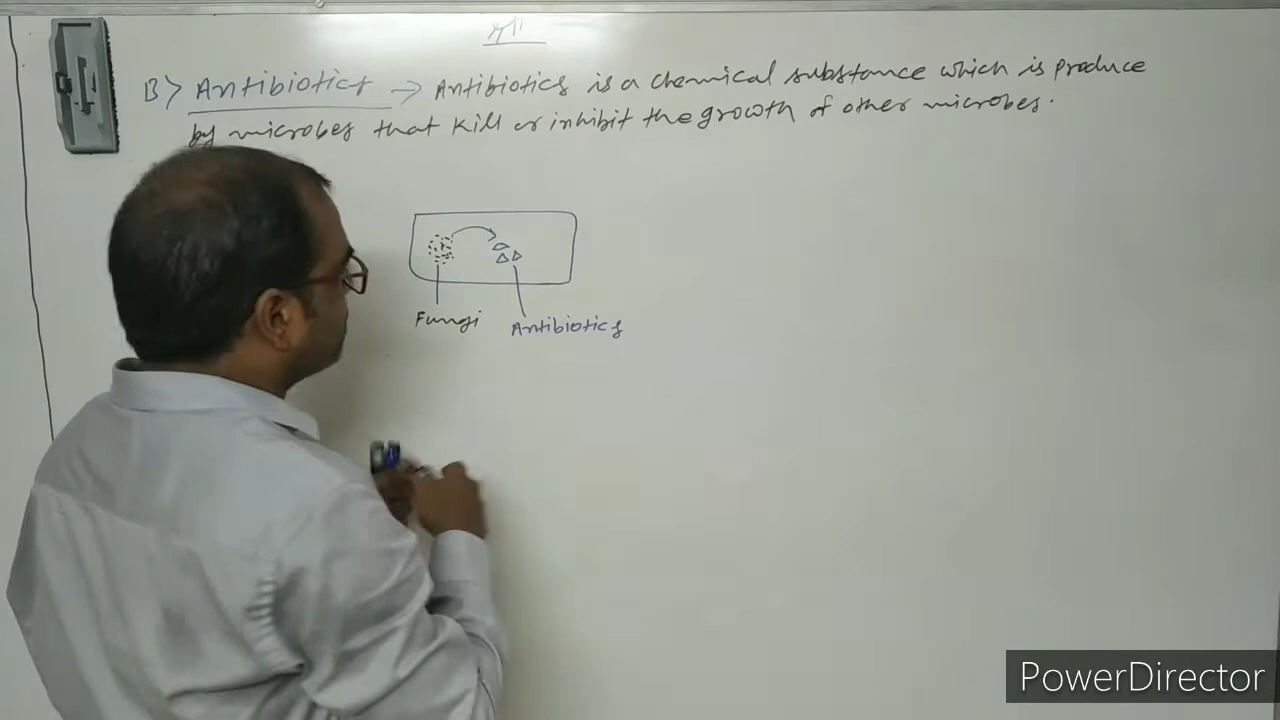 B> Antibiotics → Antibiotics is a chemical substance which is produce
by microbes that kill or inhibit the growth of other microbes.
Fungi Antibiotics
PowerDirector